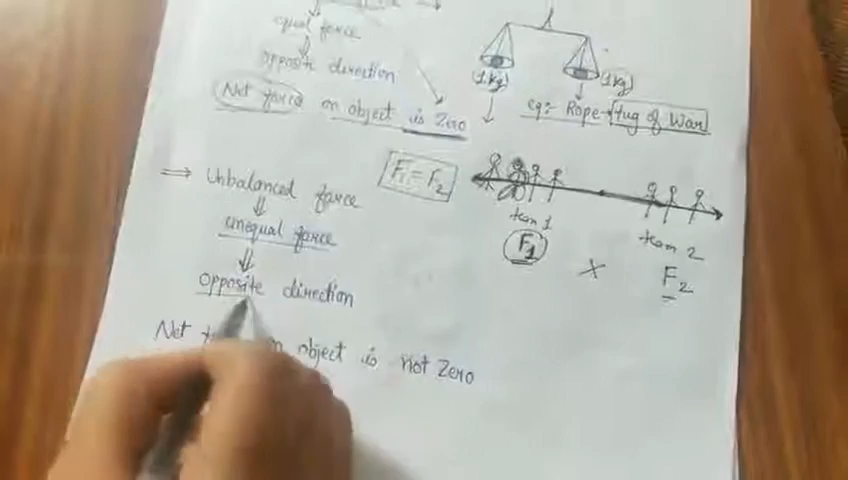 equal force
opposite direction
(1kg)
(1kg)
Net force on object is Zero
eg:- Rope - tug of War
F₁ = F₂
⇒ Unbalanced force
unequal force
opposite direction
team 1
F₁
x
team 2
F₂
Net
on object is not Zero